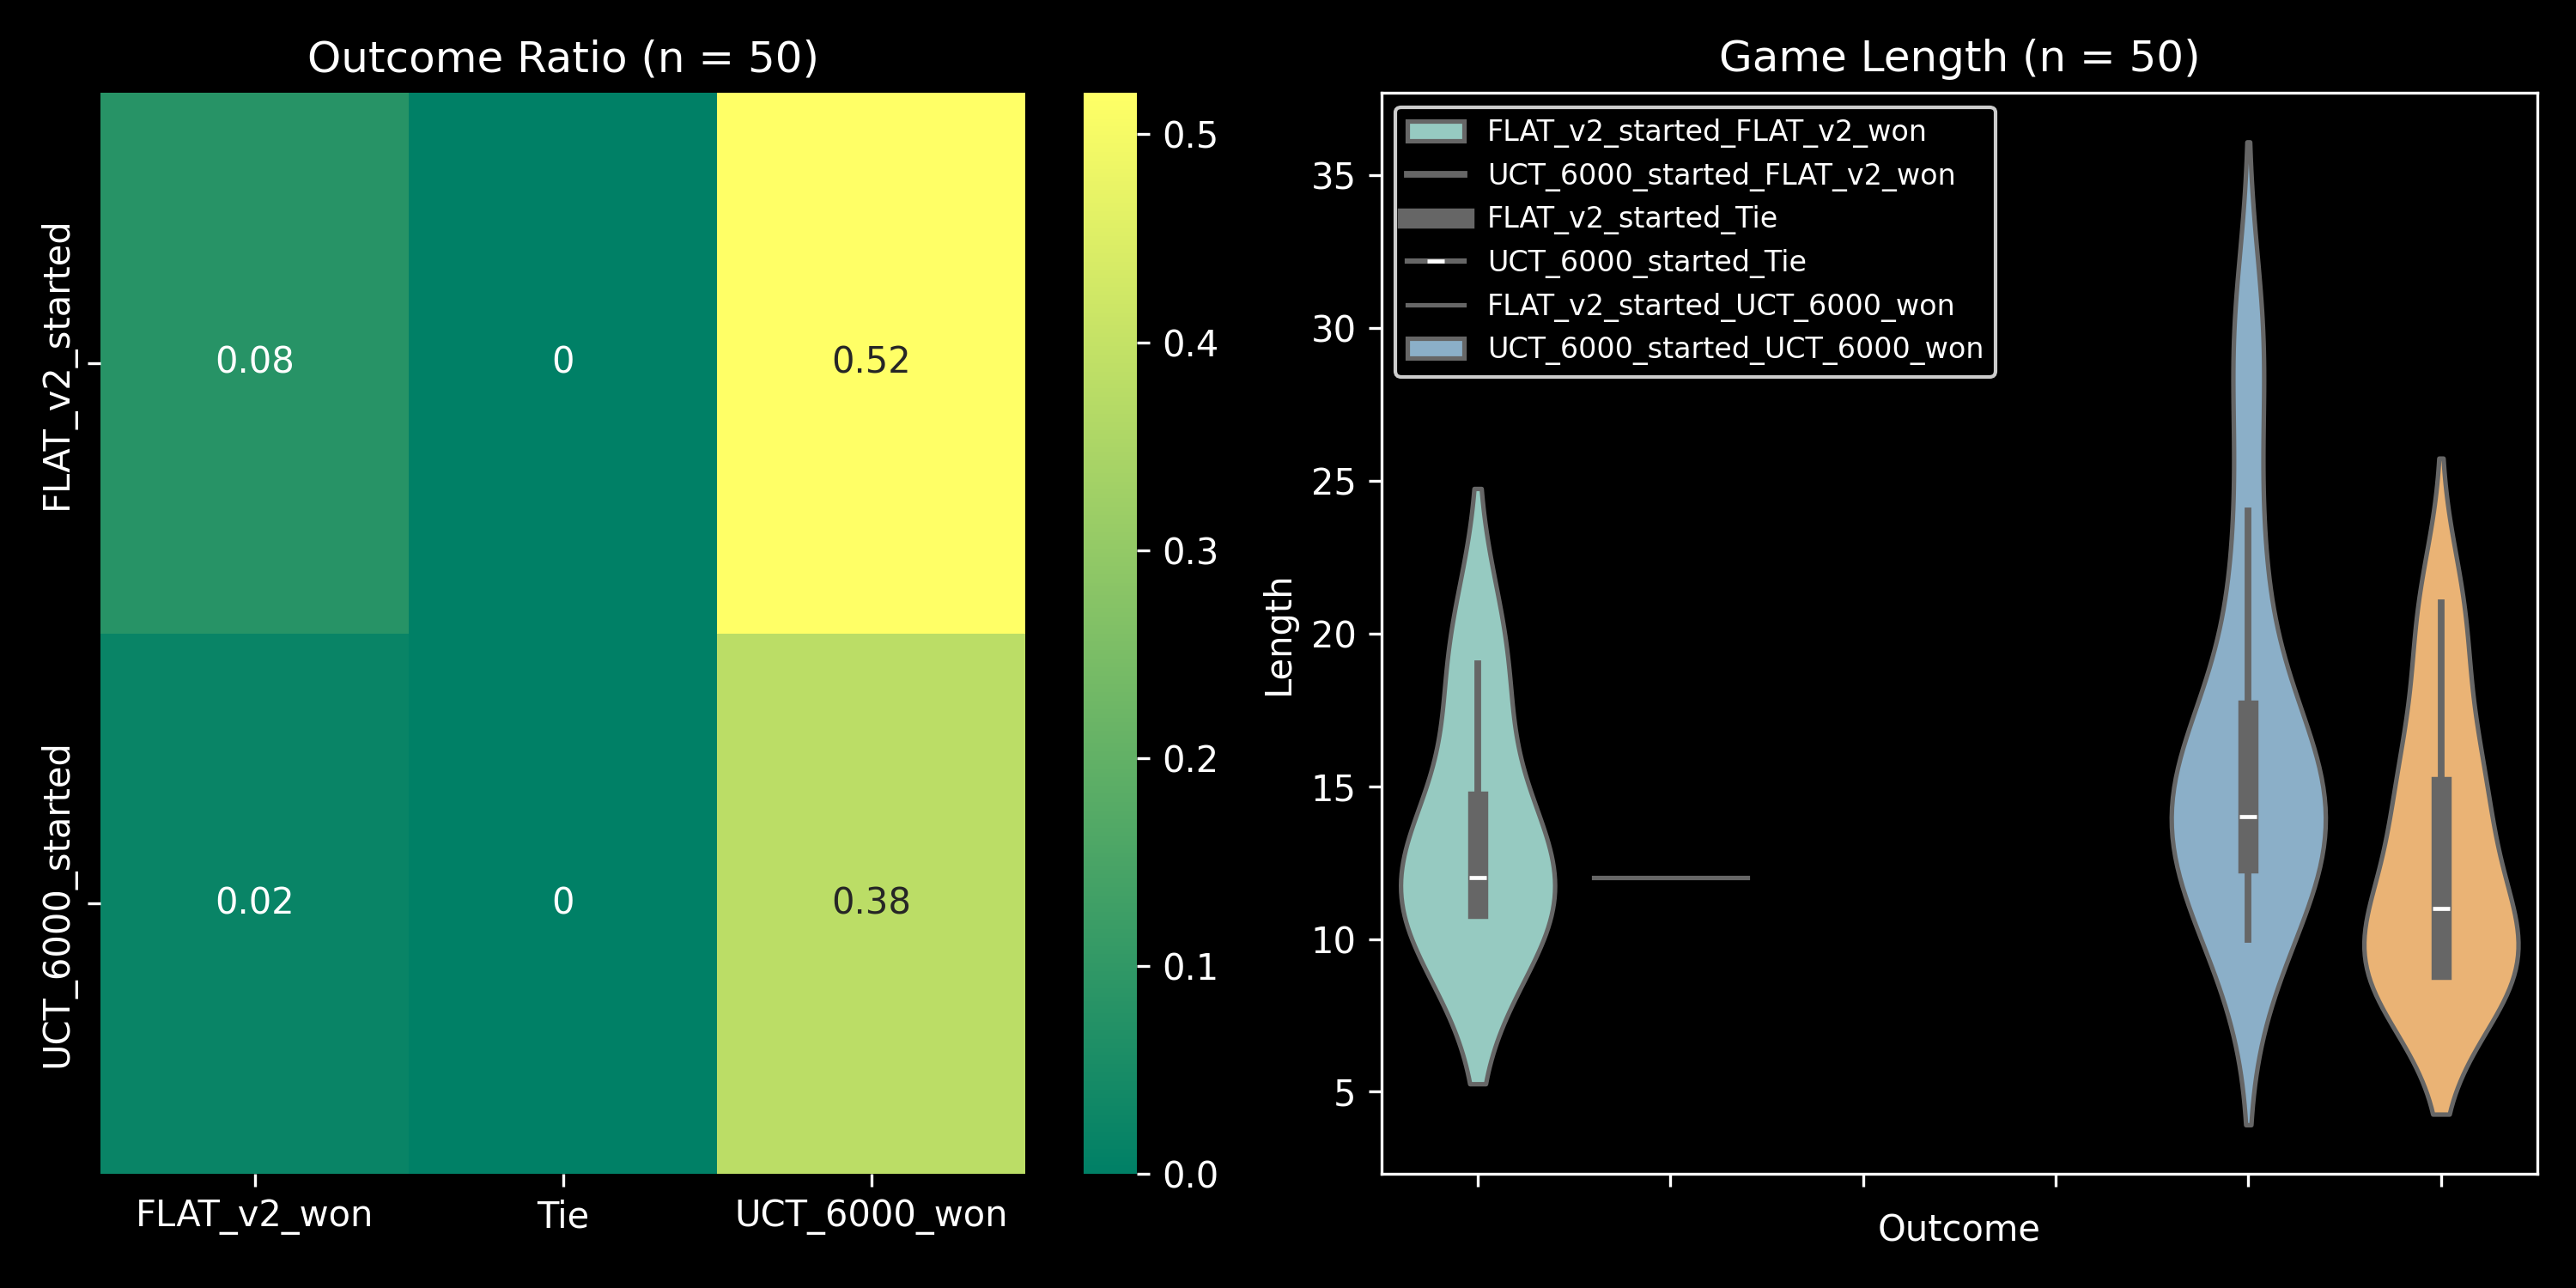 Outcome Ratio (n = 50)
FLAT_v2_started
UCT_6000_started
0.08
0
0.52
0.02
0
0.38
FLAT_v2_won
Tie
UCT_6000_won
0.5
0.4
0.3
0.2
0.1
0.0
Game Length (n = 50)
Length
35
30
25
20
15
10
5
FLAT_v2_started_FLAT_v2_won
UCT_6000_started_FLAT_v2_won
FLAT_v2_started_Tie
UCT_6000_started_Tie
FLAT_v2_started_UCT_6000_won
UCT_6000_started_UCT_6000_won
Outcome